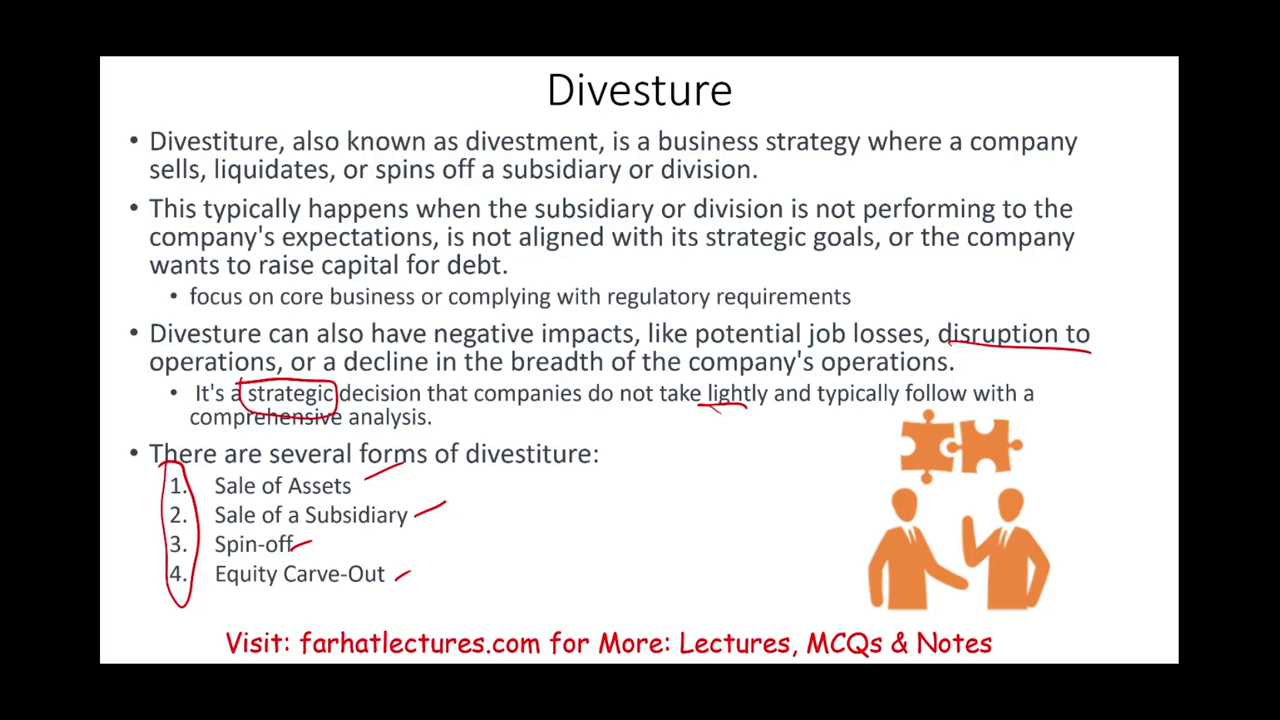 Divesture
• Divestiture, also known as divestment, is a business strategy where a company
sells, liquidates, or spins off a subsidiary or division.
• This typically happens when the subsidiary or division is not performing to the
company's expectations, is not aligned with its strategic goals, or the company
wants to raise capital for debt.
• focus on core business or complying with regulatory requirements
• Divesture can also have negative impacts, like potential job losses, disruption to
operations, or a decline in the breadth of the company's operations.
• It's a strategic decision that companies do not take lightly and typically follow with a
comprehensive analysis.
• There are several forms of divestiture:
1. Sale of Assets
2. Sale of a Subsidiary
3. Spin-off
4. Equity Carve-Out
Visit: farhatlectures.com for More: Lectures, MCQs & Notes